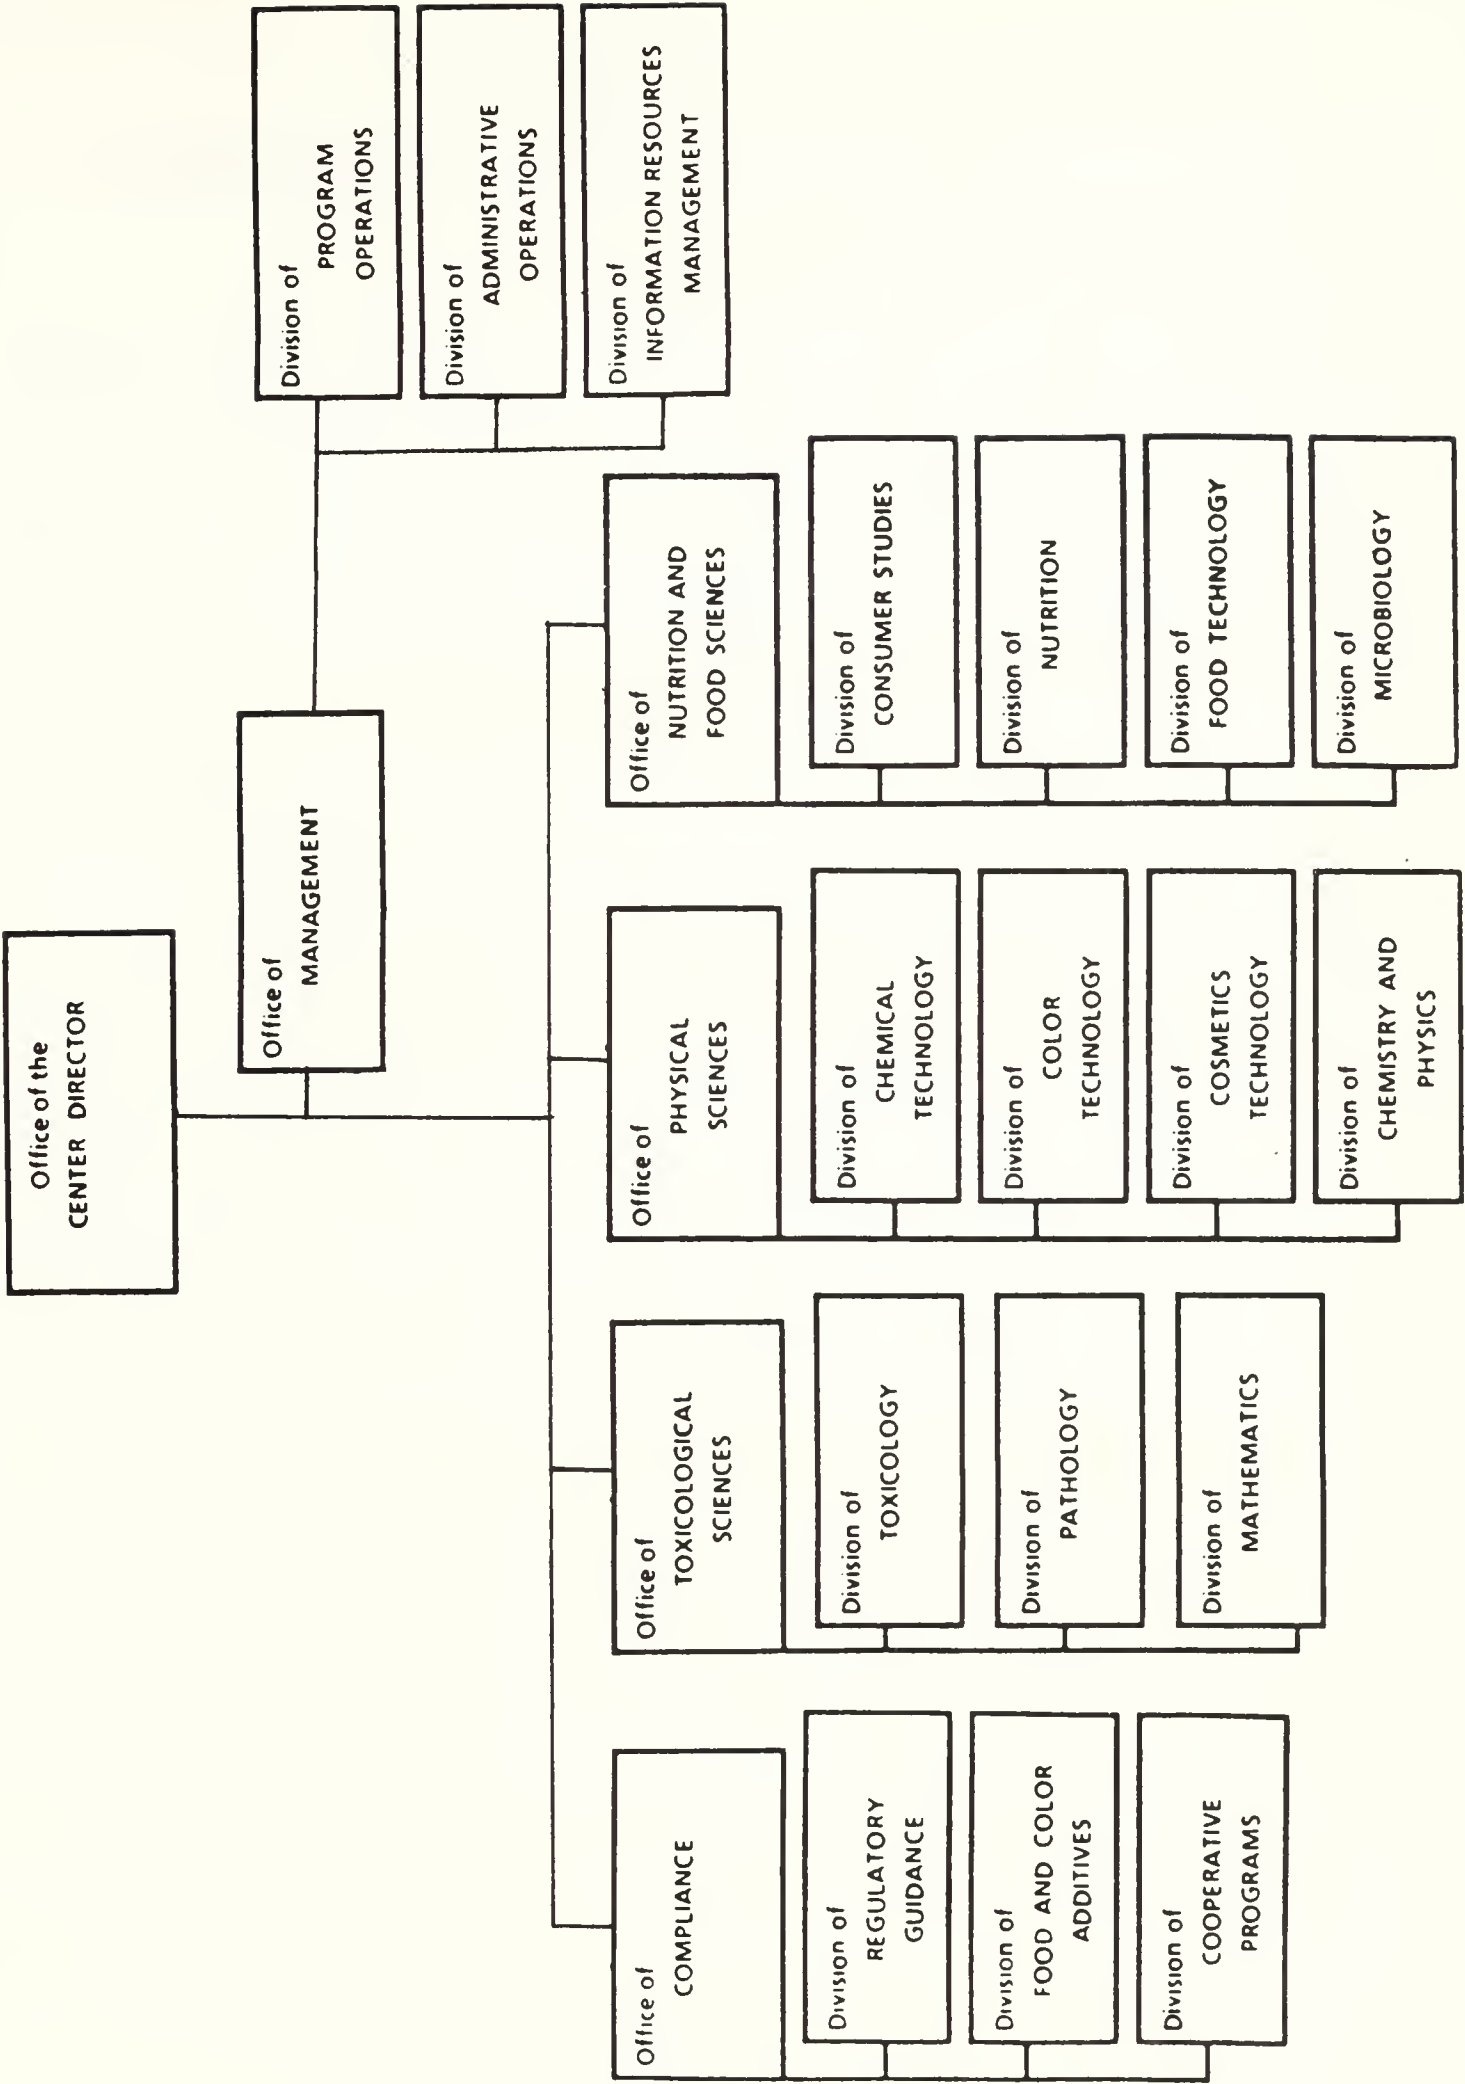 Office of the
CENTER DIRECTOR
Office of
MANAGEMENT
Division of
PROGRAM
OPERATIONS
Division of
ADMINISTRATIVE
OPERATIONS
Division of
INFORMATION RESOURCES
MANAGEMENT
Office of
COMPLIANCE
Division of
REGULATORY
GUIDANCE
Division of
FOOD AND COLOR
ADDITIVES
Division of
COOPERATIVE
PROGRAMS
Office of
TOXICOLOGICAL
SCIENCES
Division of
TOXICOLOGY
Division of
PATHOLOGY
Division of
MATHEMATICS
Office of
PHYSICAL
SCIENCES
Division of
CHEMICAL
TECHNOLOGY
Division of
COLOR
TECHNOLOGY
Division of
COSMETICS
TECHNOLOGY
Division of
CHEMISTRY AND
PHYSICS
Office of
NUTRITION AND
FOOD SCIENCES
Division of
CONSUMER STUDIES
Division of
NUTRITION
Division of
FOOD TECHNOLOGY
Division of
MICROBIOLOGY